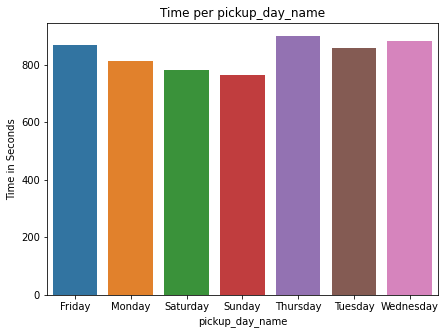 Time per pickup_day_name
Time in Seconds
800
600
400
200
0
Friday Monday Saturday Sunday Thursday Tuesday Wednesday
pickup_day_name